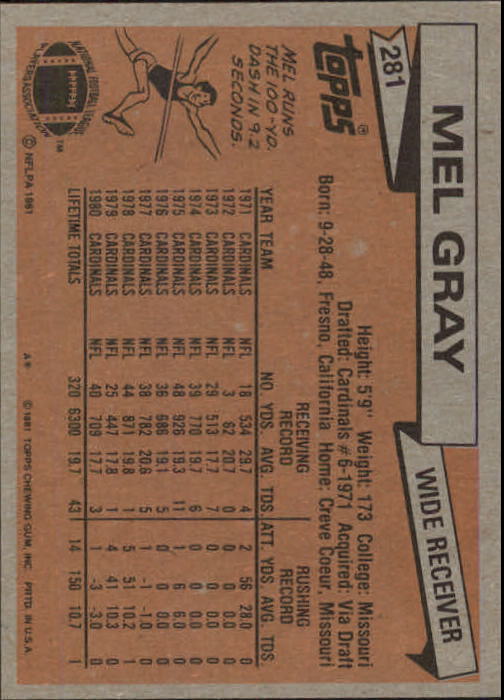 281
MEL GRAY
WIDE RECEIVER
TOPPS®
Height: 5'9" Weight: 173 College: Missouri
Drafted: Cardinals #6-1971 Acquired: Via Draft
Born: 9-28-48, Fresno, California Home: Creve Coeur, Missouri
MEL RUNS
THE 100-YD.
DASH IN 9.2
SECONDS.
RECEIVING RECORD RUSHING RECORD
YEAR TEAM NO. YDS. AVG. TDS. ATT. YDS. AVG. TDS.
1971 CARDINALS NFL 18 534 29.7 4 2 56 28.0 0
1972 CARDINALS NFL 3 62 20.7 0 0 0 0.0 0
1973 CARDINALS NFL 29 513 17.7 7 0 0 0.0 0
1974 CARDINALS NFL 39 770 19.7 6 0 0 0.0 0
1975 CARDINALS NFL 48 926 19.3 11 1 6 6.0 0
1976 CARDINALS NFL 36 686 19.1 5 0 0 0.0 0
1977 CARDINALS NFL 38 782 20.6 5 1 -1 -1.0 0
1978 CARDINALS NFL 44 871 19.8 1 5 51 10.2 1
1979 CARDINALS NFL 25 447 17.8 1 4 41 10.3 0
1980 CARDINALS NFL 40 709 17.7 3 1 -3 -3.0 0
LIFETIME TOTALS 320 6300 19.7 43 14 150 10.7 1
NATIONAL FOOTBALL LEAGUE
PLAYERS ASSOCIATION
TM
© NFLPA 1981
A® © 1981 TOPPS CHEWING GUM, INC. PRTD. IN U.S.A.